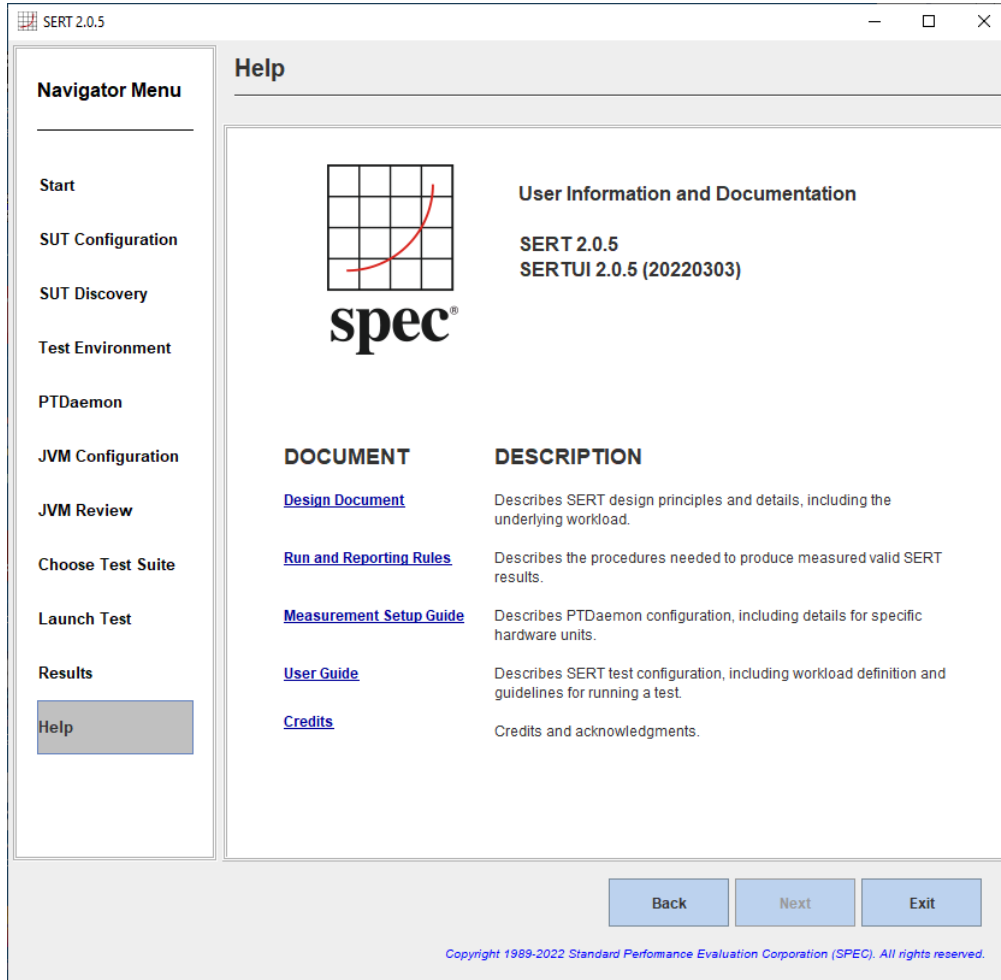 SERT 2.0.5
Navigator Menu
Start
SUT Configuration
SUT Discovery
Test Environment
PTDaemon
JVM Configuration
JVM Review
Choose Test Suite
Launch Test
Results
Help
Help
spec®
User Information and Documentation
SERT 2.0.5
SERTUI 2.0.5 (20220303)
DOCUMENT DESCRIPTION
Design Document Describes SERT design principles and details, including the
underlying workload.
Run and Reporting Rules Describes the procedures needed to produce measured valid SERT
results.
Measurement Setup Guide Describes PTDaemon configuration, including details for specific
hardware units.
User Guide Describes SERT test configuration, including workload definition and
guidelines for running a test.
Credits Credits and acknowledgments.
Back Next Exit
Copyright 1989-2022 Standard Performance Evaluation Corporation (SPEC). All rights reserved.